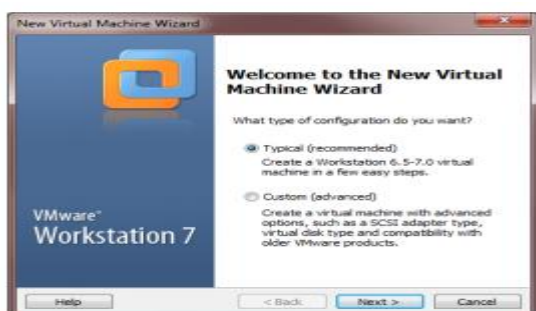 New Virtual Machine Wizard
Welcome to the New Virtual
Machine Wizard
What type of configuration do you want?
Typical (recommended)
Create a Workstation 6.5-7.0 virtual
machine in a few easy steps.
Custom (advanced)
Create a virtual machine with advanced
options, such as a SCSI adapter type,
virtual disk type and compatibility with
older VMware products.
VMware™
Workstation 7
Help
< Back
Next >
Cancel